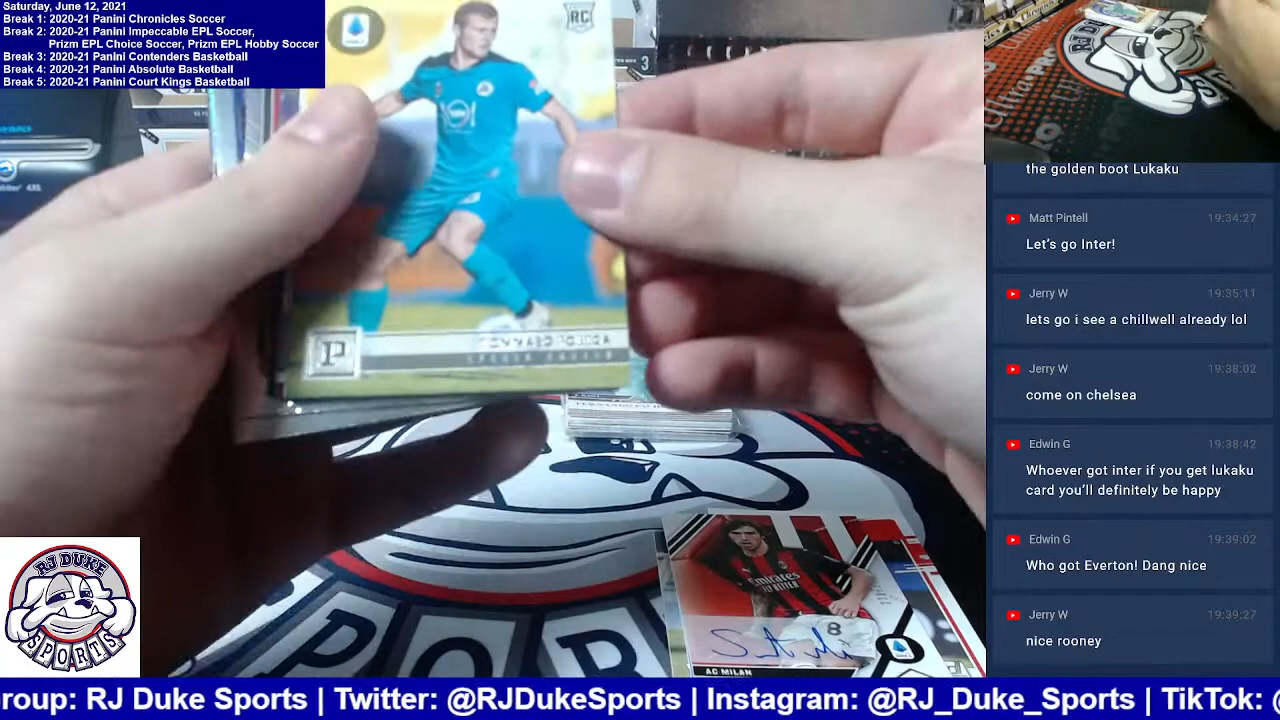 Saturday, June 12, 2021
Break 1: 2020-21 Panini Chronicles Soccer
Break 2: 2020-21 Panini Impeccable EPL Soccer,
Prizm EPL Choice Soccer, Prizm EPL Hobby Soccer
Break 3: 2020-21 Panini Contenders Basketball
Break 4: 2020-21 Panini Absolute Basketball
Break 5: 2020-21 Panini Court Kings Basketball
RC
3
4XL
P
the golden boot Lukaku
Matt Pintell 19:34:27
Let's go Inter!
Jerry W 19:35:11
lets go i see a chillwell already lol
Jerry W 19:38:02
come on chelsea
Edwin G 19:38:42
Whoever got inter if you get lukaku
card you'll definitely be happy
Edwin G 19:39:02
Who got Everton! Dang nice
Jerry W 19:39:27
nice rooney
Emirates
8
AC MILAN
RJ DUKE
SPORTS
Group: RJ Duke Sports | Twitter: @RJDukeSports | Instagram: @RJ_Duke_Sports | TikTok: @